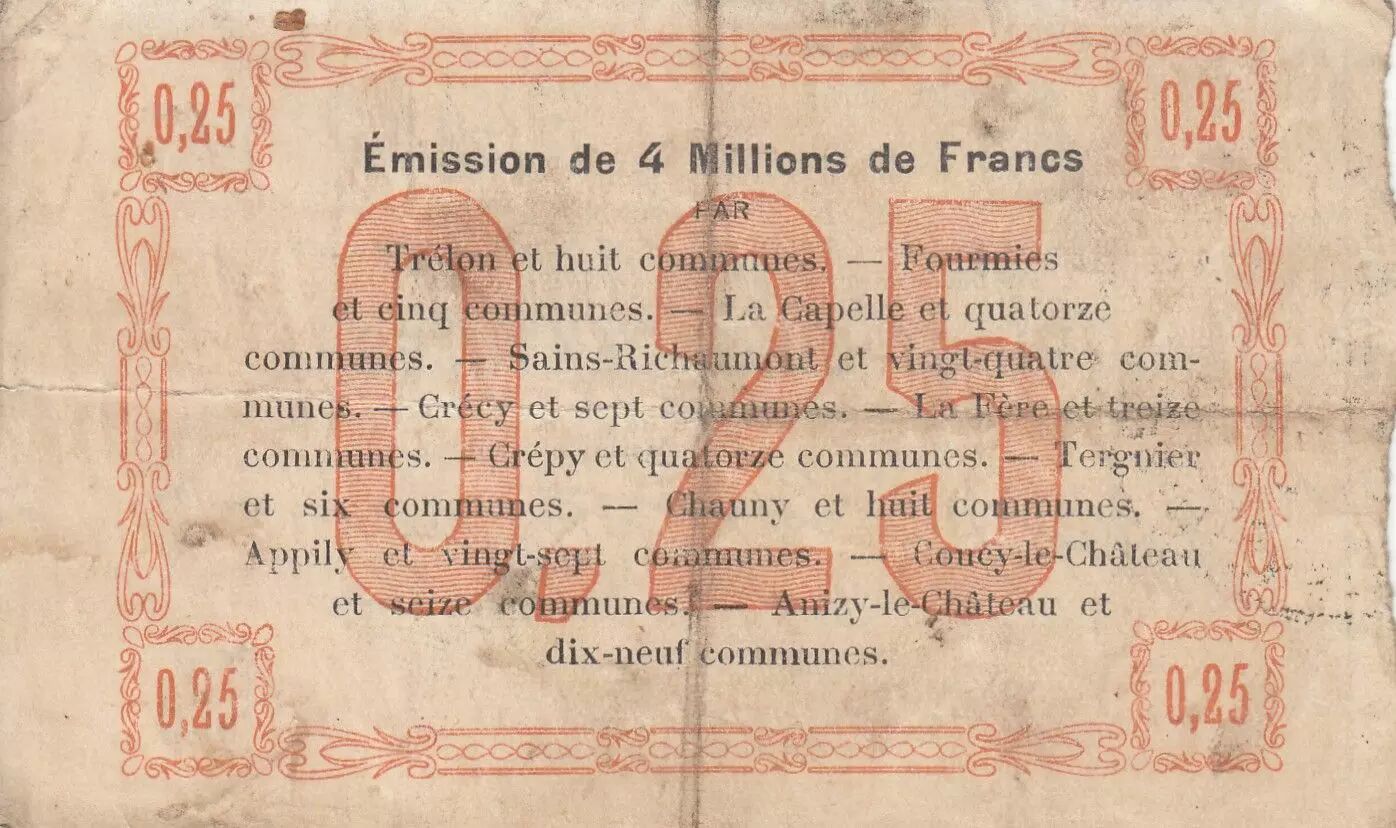 0,25 0,25
Émission de 4 Millions de Francs
PAR
Trélon et huit communes. — Fourmies
et cinq communes. — La Capelle et quatorze
communes. — Sains-Richaumont et vingt-quatre com-
munes. — Crécy et sept communes. — La Fère et treize
communes. — Crépy et quatorze communes. — Tergnier
et six communes. — Chauny et huit communes. —
Appily et vingt-sept communes. — Coucy-le-Château
et seize communes. — Anizy-le-Château et
dix-neuf communes.
0,25
0,25 0,25